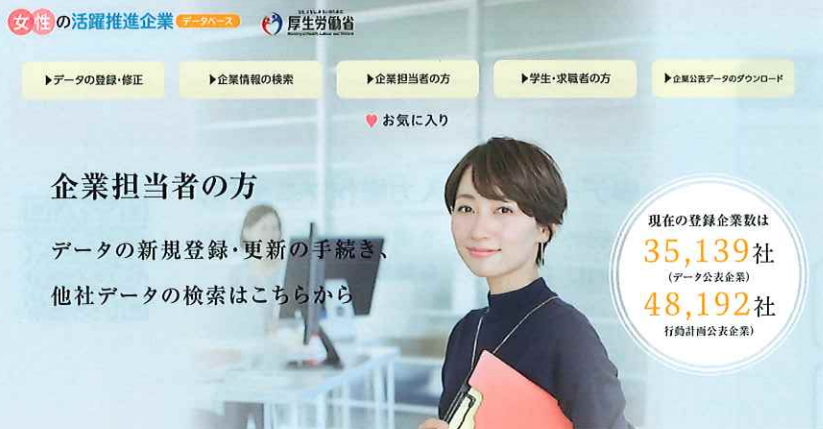 女性の活躍推進企業 データベース
厚生労働省
▶データの登録・修正
▶企業情報の検索
▶企業担当者の方
▶学生・求職者の方
▶企業公告データのダウンロード
♥ お気に入り
企業担当者の方
データの新規登録・更新の手続き、
他社データの検索はこちらから
現在の登録企業数は
35,139社
(データ公表企業)
48,192社
行動計画公表企業)